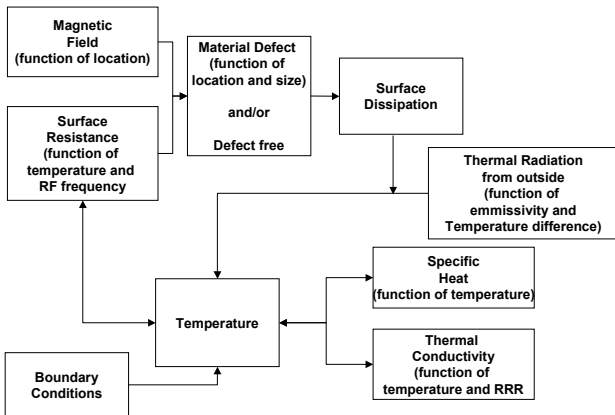 Magnetic
Field
(function of location)
Material Defect
(function of
location and size)
and/or
Defect free
Surface
Dissipation
Surface
Resistance
(function of
temperature and
RF frequency
Thermal Radiation
from outside
(function of
emmissivity and
Temperature difference)
Specific
Heat
(function of temperature)
Temperature
Thermal
Conductivity
(function of
temperature and RRR
Boundary
Conditions